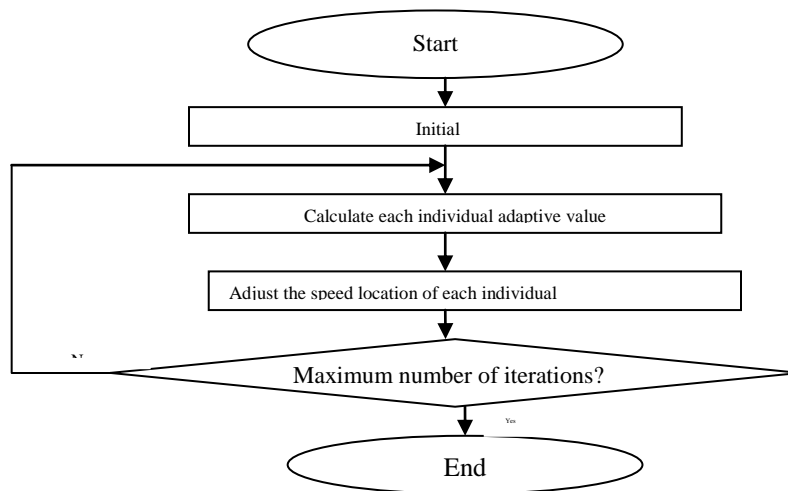 Start
Initial
Calculate each individual adaptive value
Adjust the speed location of each individual
Maximum number of iterations?
Yes
End